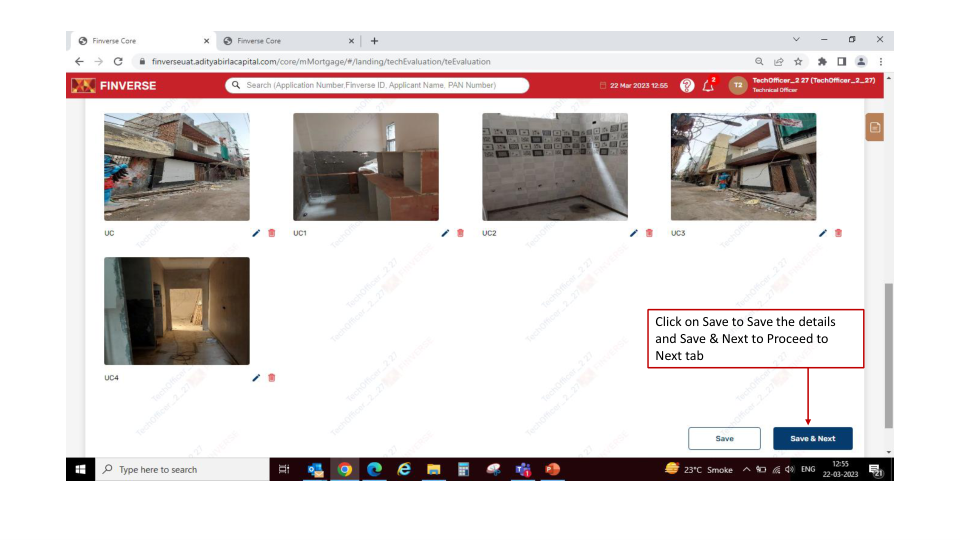 Finverse Core
Finverse Core
finverseuat.adityabirlacapital.com/core/mMortgage/#/landing/techEvaluation/teEvaluation
FINVERSE
Search (Application Number,Finverse ID, Applicant Name, PAN Number)
22 Mar 2023 12:55
2
T2
TechOfficer_2 27 (TechOfficer_2_27)
Technical Officer
UC
UC1
UC2
UC3
UC4
Click on Save to Save the details
and Save & Next to Proceed to
Next tab
Save
Save & Next
Type here to search
23°C Smoke
ENG
12:55
22-03-2023
21